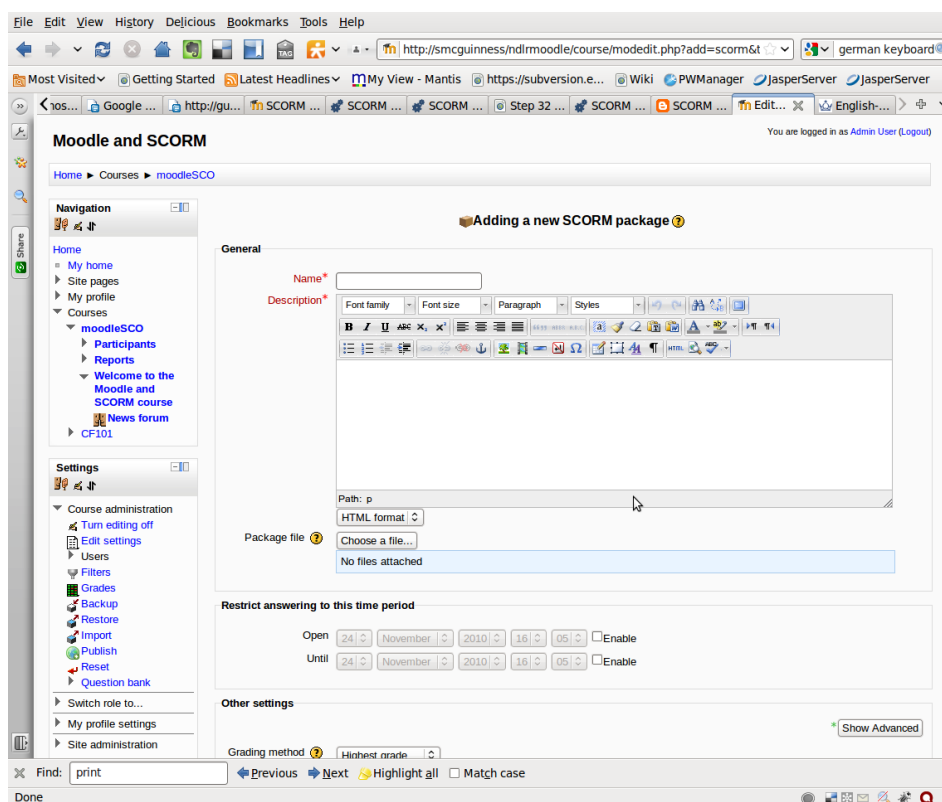 File Edit View History Delicious Bookmarks Tools Help
TAG http://smcguinness/ndlrmoodle/course/modedit.php?add=scorm&t german keyboard
Most Visited Getting Started Latest Headlines My View - Mantis https://subversion.e... Wiki PWManager JasperServer JasperServer
Google ... http://gu... SCORM ... SCORM ... SCORM ... Step 32 ... SCORM ... SCORM ... Edit... English-...
Share
Moodle and SCORM
You are logged in as Admin User (Logout)
Home ► Courses ► moodleSCO
Navigation
Home
My home
Site pages
My profile
Courses
moodleSCO
Participants
Reports
Welcome to the
Moodle and
SCORM course
News forum
CF101
Settings
Course administration
Turn editing off
Edit settings
Users
Filters
Grades
Backup
Restore
Import
Publish
Reset
Question bank
Switch role to...
My profile settings
Site administration
Adding a new SCORM package
General
Name*
Description*
Font family Font size Paragraph Styles
B I U ABC x₂ x² A ab
Ω A ¶ HTML ABC
Path: p
HTML format
Package file Choose a file...
No files attached
Restrict answering to this time period
Open 24 November 2010 16 05 Enable
Until 24 November 2010 16 05 Enable
Other settings
* Show Advanced
Grading method Highest grade
Find: print Previous Next Highlight all Match case
Done